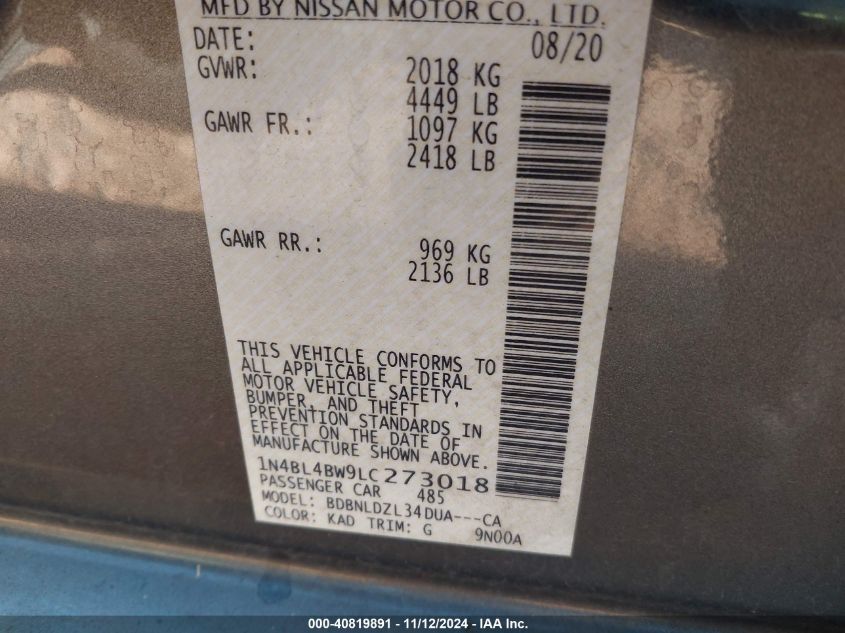 MFD BY NISSAN MOTOR CO., LTD.
DATE: 08/20
GVWR: 2018 KG
4449 LB
GAWR FR.: 1097 KG
2418 LB
GAWR RR.: 969 KG
2136 LB
THIS VEHICLE CONFORMS TO
ALL APPLICABLE FEDERAL
MOTOR VEHICLE SAFETY,
BUMPER, AND THEFT
PREVENTION STANDARDS IN
EFFECT ON THE DATE OF
MANUFACTURE SHOWN ABOVE.
1N4BL4BW9LC273018
PASSENGER CAR 485
MODEL: BDBNLDZL34DUA---CA
COLOR: KAD TRIM: G 9N00A
000-40819891 - 11/12/2024 - IAA Inc.